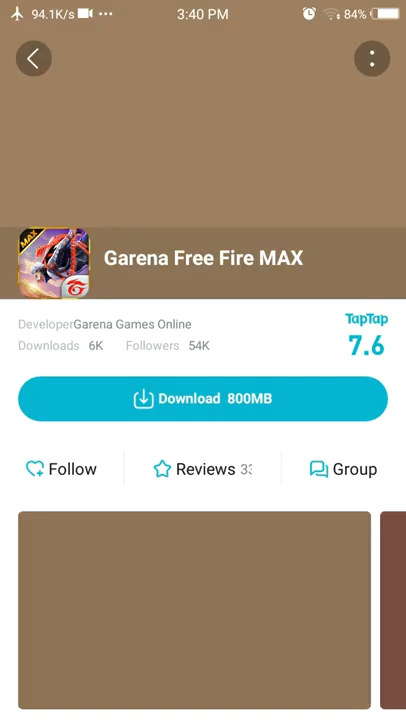 94.1K/s ... 3:40 PM 84%
MAX
Garena Free Fire MAX
DeveloperGarena Games Online
TapTap
Downloads 6K Followers 54K
7.6
Download 800MB
Follow Reviews Group